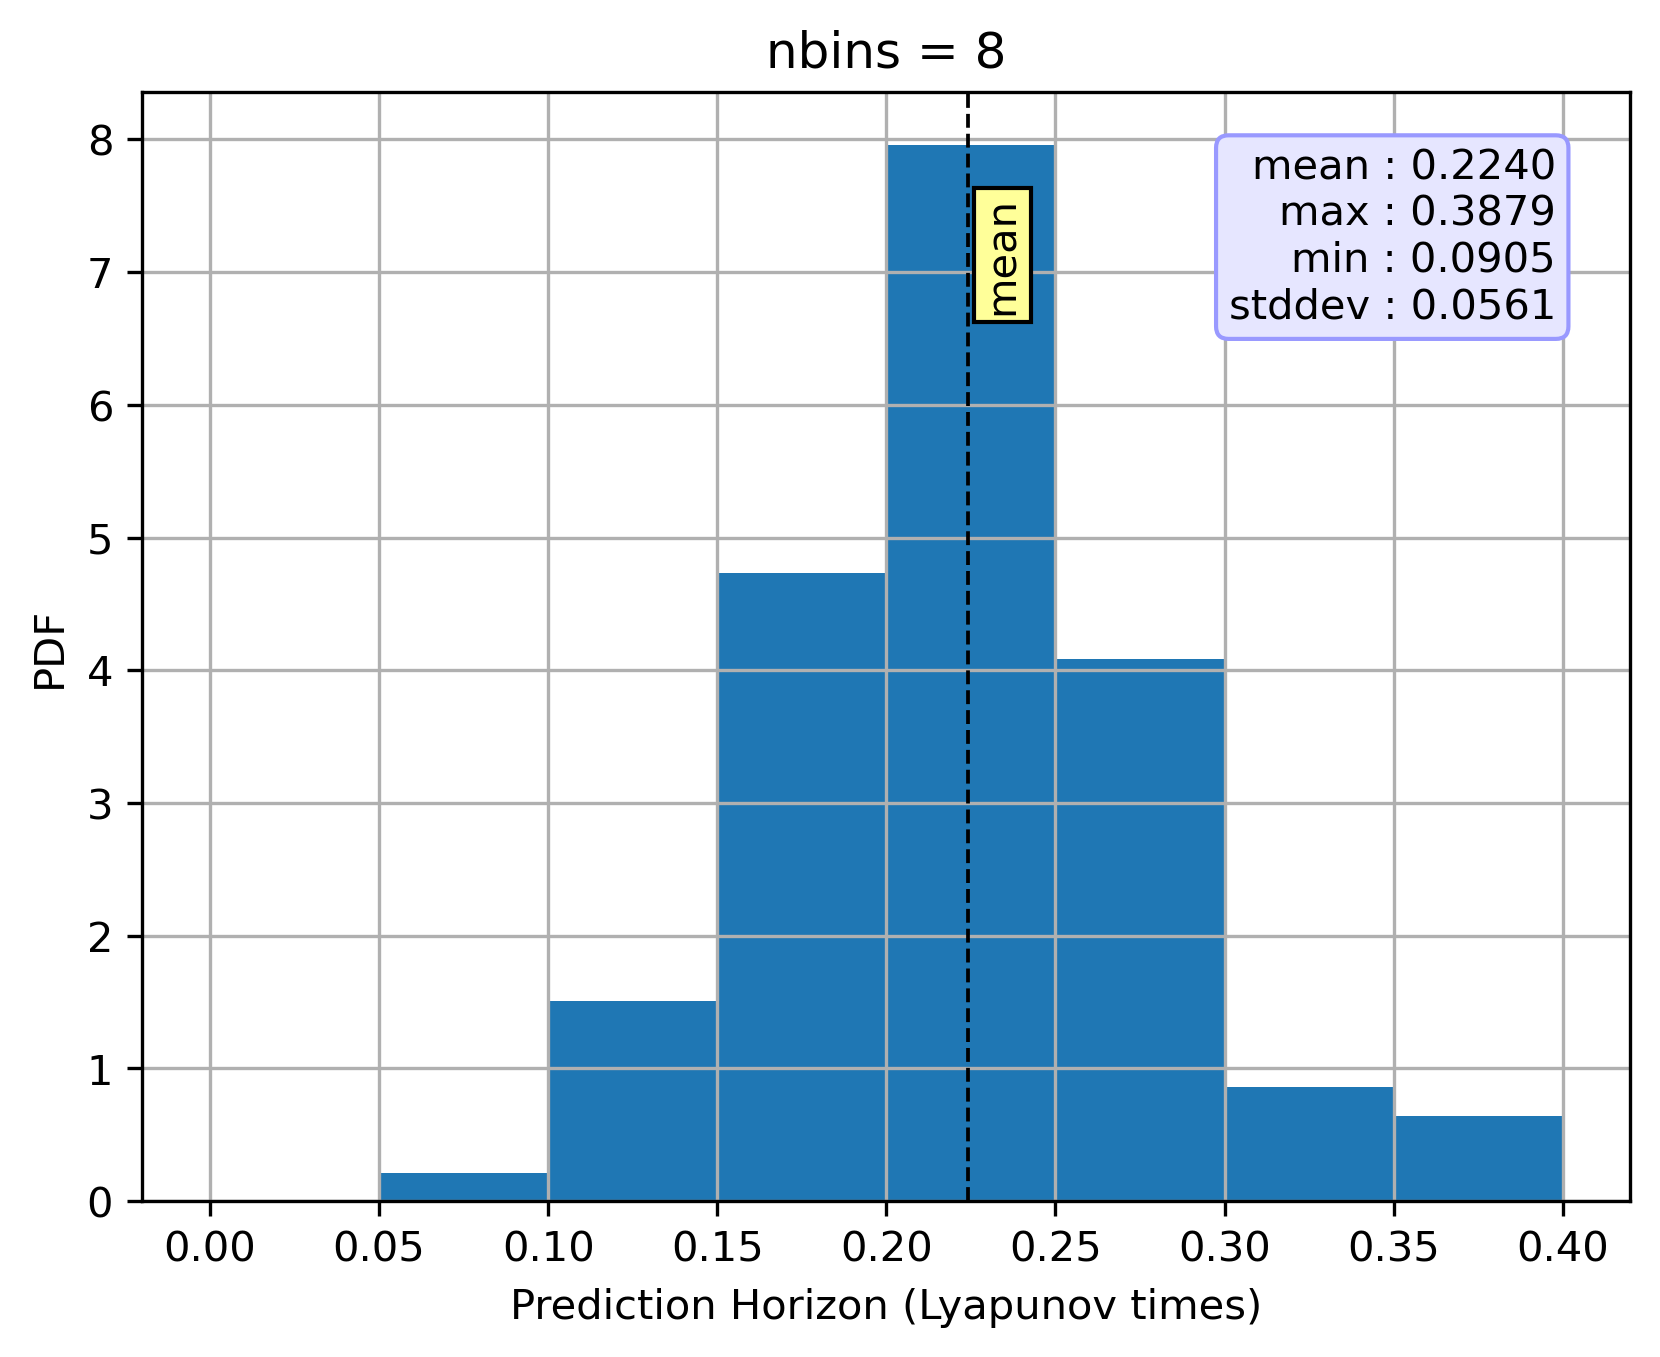 nbins = 8
8
7
6
5
4
3
2
1
0
PDF
mean
mean : 0.2240
max : 0.3879
min : 0.0905
stddev : 0.0561
0.00 0.05 0.10 0.15 0.20 0.25 0.30 0.35 0.40
Prediction Horizon (Lyapunov times)